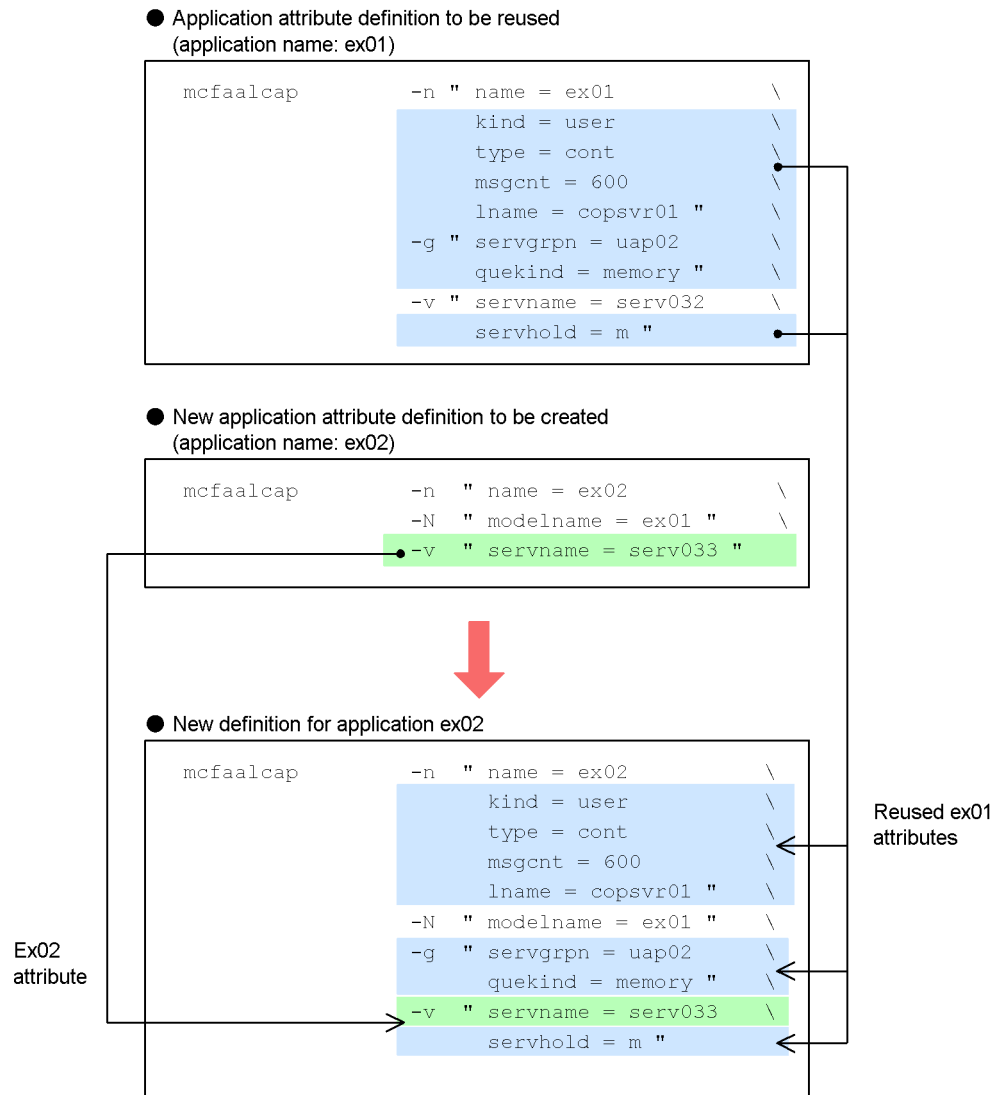 ● Application attribute definition to be reused
(application name: ex01)
mcfaalcap -n " name = ex01 \
kind = user \
type = cont \
msgcnt = 600 \
lname = copsvr01 " \
-g " servgrpn = uap02 \
quekind = memory " \
-v " servname = serv032 \
servhold = m "
● New application attribute definition to be created
(application name: ex02)
mcfaalcap -n " name = ex02 \
-N " modelname = ex01 " \
-v " servname = serv033 "
● New definition for application ex02
mcfaalcap -n " name = ex02 \
kind = user \
type = cont \
msgcnt = 600 \
lname = copsvr01 " \
-N " modelname = ex01 " \
-g " servgrpn = uap02 \
quekind = memory " \
-v " servname = serv033 \
servhold = m "
Reused ex01
attributes
Ex02
attribute